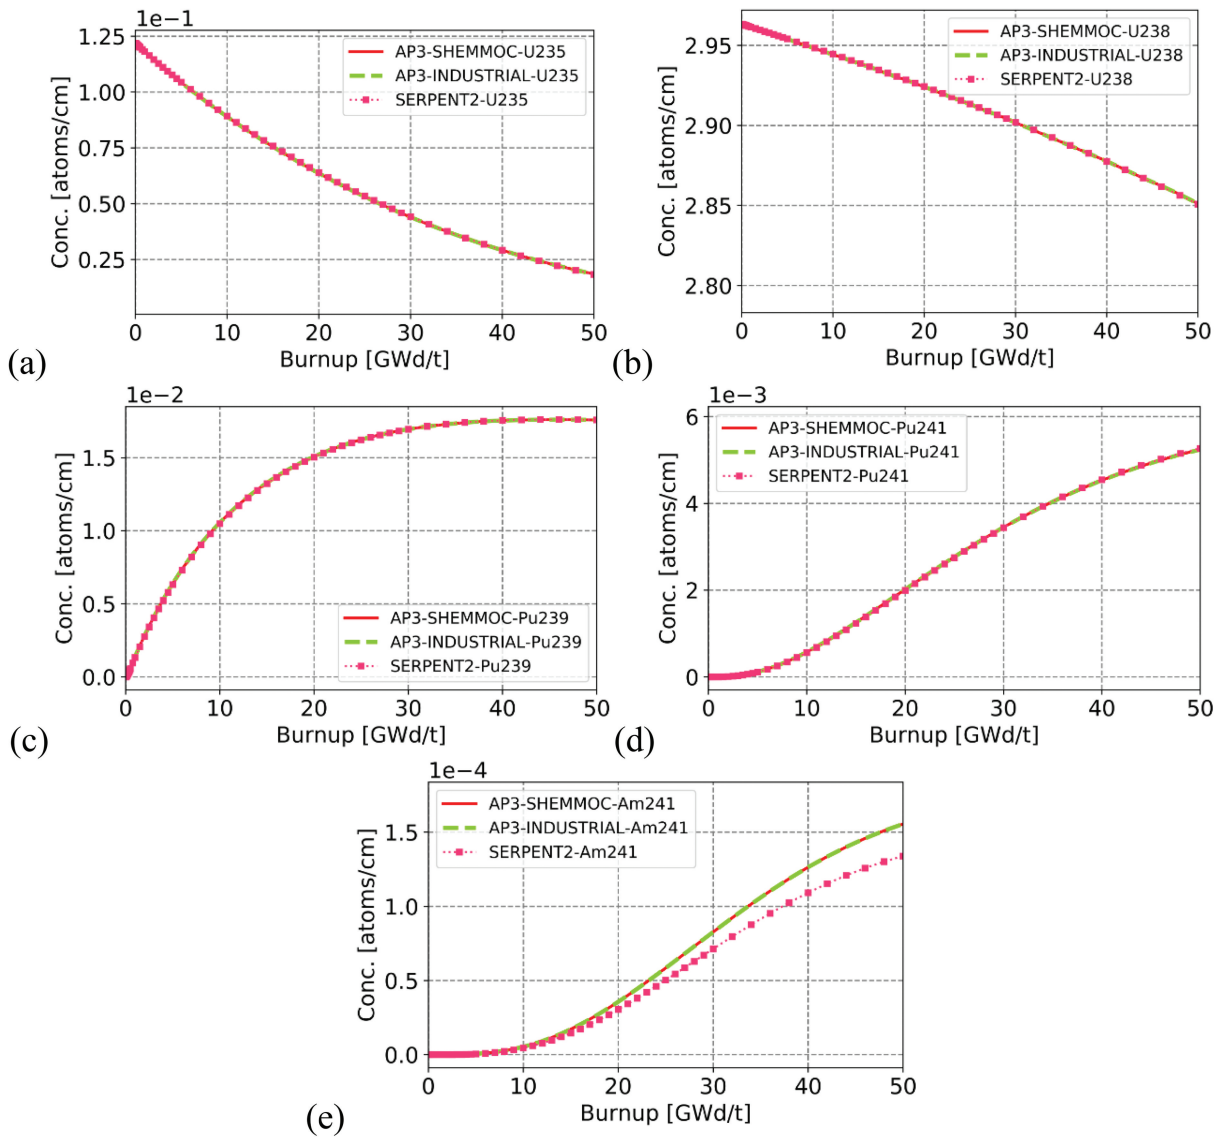 1e−1
1.25
1.00
0.75
0.50
0.25
Conc. [atoms/cm]
AP3-SHEMMOC-U235
AP3-INDUSTRIAL-U235
SERPENT2-U235
0 10 20 30 40 50
Burnup [GWd/t]
(a)
2.95
2.90
2.85
2.80
Conc. [atoms/cm]
AP3-SHEMMOC-U238
AP3-INDUSTRIAL-U238
SERPENT2-U238
0 10 20 30 40 50
Burnup [GWd/t]
(b)
1e−2
1.5
1.0
0.5
0.0
Conc. [atoms/cm]
AP3-SHEMMOC-Pu239
AP3-INDUSTRIAL-Pu239
SERPENT2-Pu239
0 10 20 30 40 50
Burnup [GWd/t]
(c)
1e−3
6
4
2
0
Conc. [atoms/cm]
AP3-SHEMMOC-Pu241
AP3-INDUSTRIAL-Pu241
SERPENT2-Pu241
0 10 20 30 40 50
Burnup [GWd/t]
(d)
1e−4
1.5
1.0
0.5
0.0
Conc. [atoms/cm]
AP3-SHEMMOC-Am241
AP3-INDUSTRIAL-Am241
SERPENT2-Am241
0 10 20 30 40 50
Burnup [GWd/t]
(e)